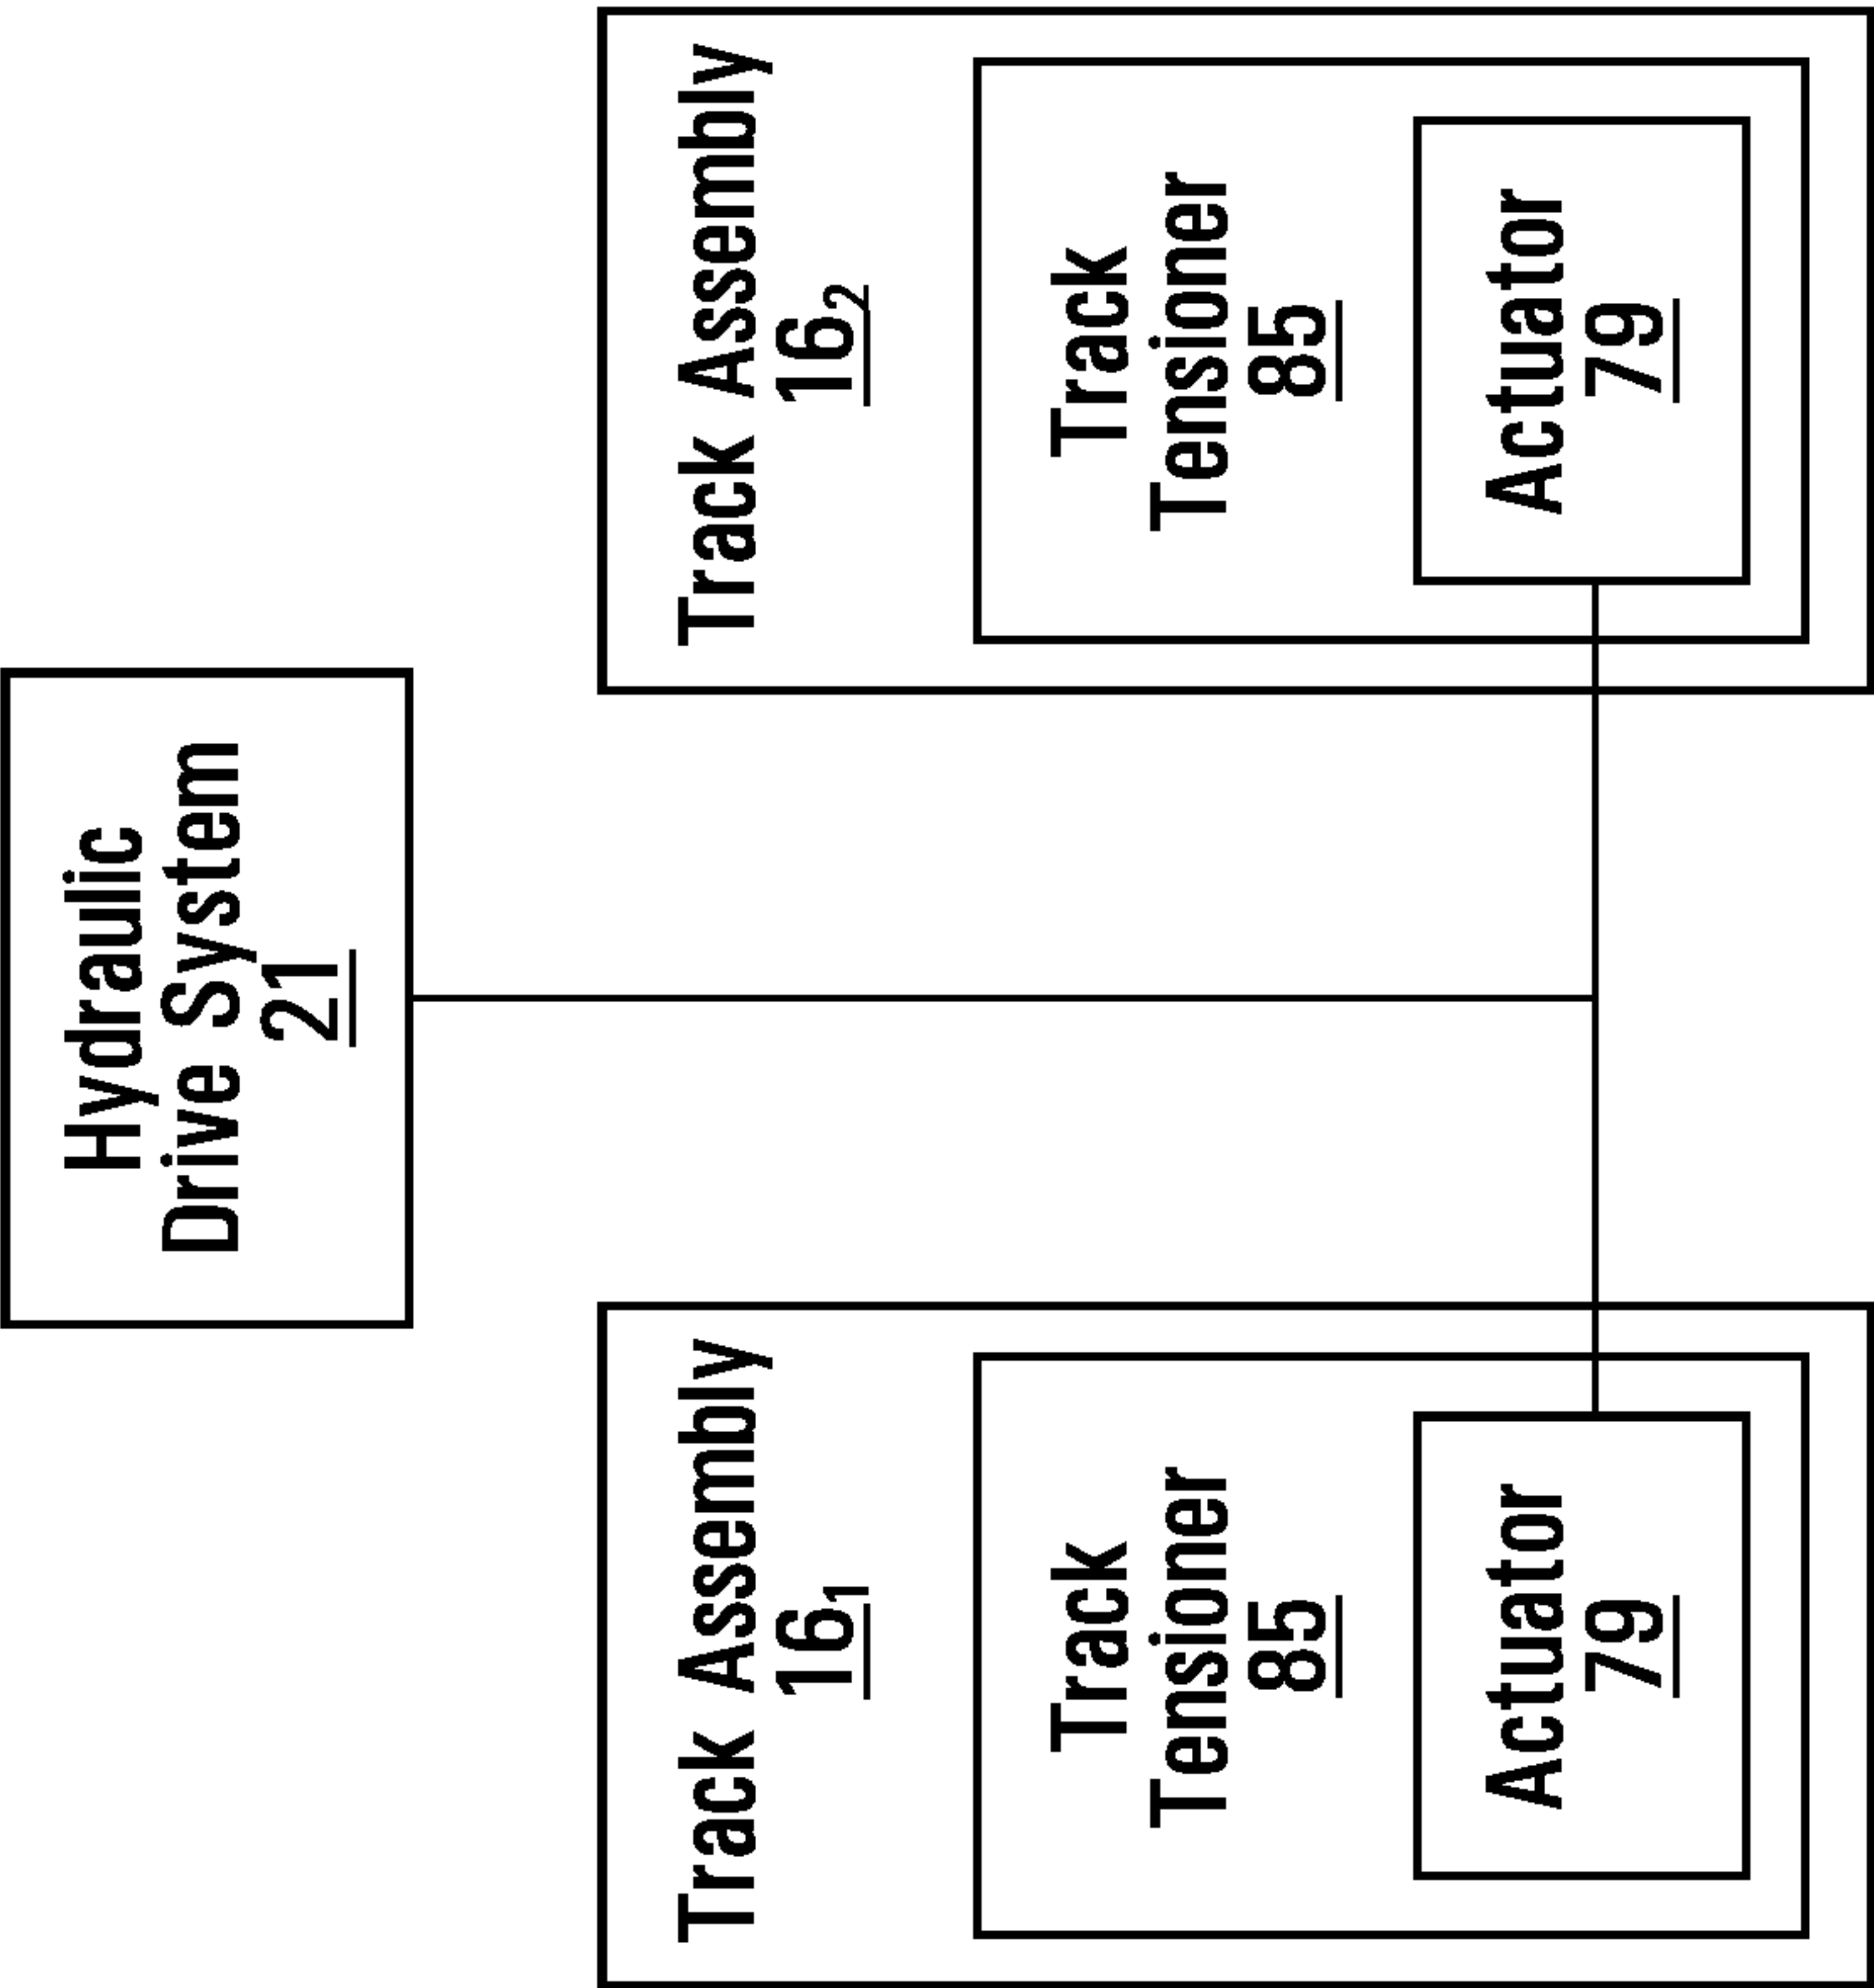 Hydraulic
Drive System
21
Track Assembly
16₁
Track
Tensioner
85
Actuator
79
Track Assembly
16₂
Track
Tensioner
85
Actuator
79